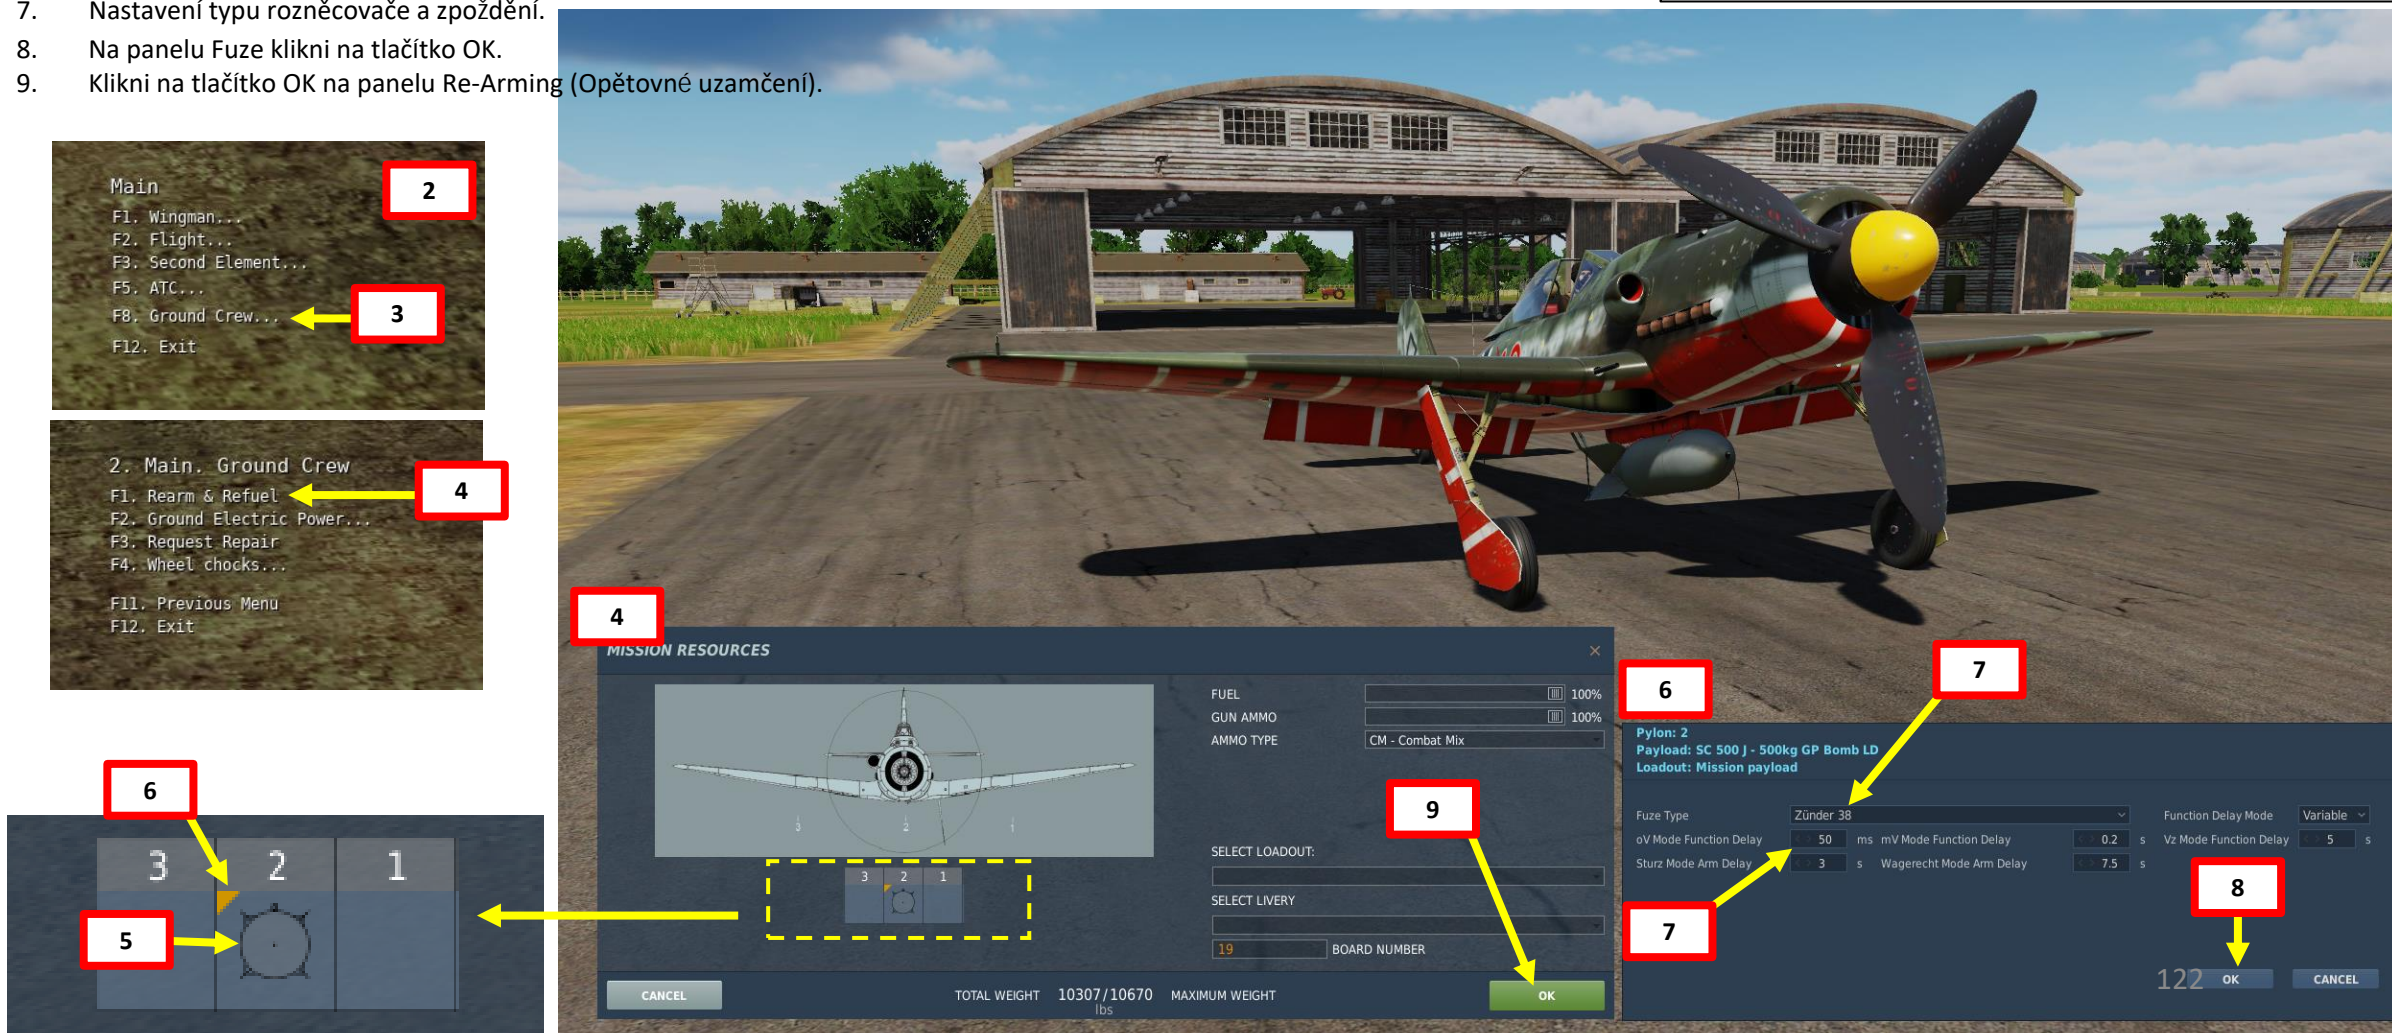 7. Nastavení typu rozněcovače a zpoždění.
8. Na panelu Fuze klikni na tlačítko OK.
9. Klikni na tlačítko OK na panelu Re-Arming (Opětovné uzamčení).
2
Main
F1. Wingman...
F2. Flight...
F3. Second Element...
F5. ATC...
F8. Ground Crew...
3
F12. Exit
2. Main. Ground Crew
F1. Rearm & Refuel
4
F2. Ground Electric Power...
F3. Request Repair
F4. Wheel chocks...
F11. Previous Menu
F12. Exit
6
3 2 1
5
4
MISSION RESOURCES
×
3 2 1
3 2 1
FUEL 100%
GUN AMMO 100%
AMMO TYPE CM - Combat Mix
9
SELECT LOADOUT:
SELECT LIVERY
19 BOARD NUMBER
CANCEL
TOTAL WEIGHT 10307/10670 MAXIMUM WEIGHT
lbs
OK
6
7
Pylon: 2
Payload: SC 500 J - 500kg GP Bomb LD
Loadout: Mission payload
Fuze Type Zünder 38 Function Delay Mode Variable
oV Mode Function Delay 50 ms mV Mode Function Delay 0.2 s Vz Mode Function Delay 5 s
Sturz Mode Arm Delay 3 s Wagerecht Mode Arm Delay 7.5 s
8
7
122
OK
CANCEL